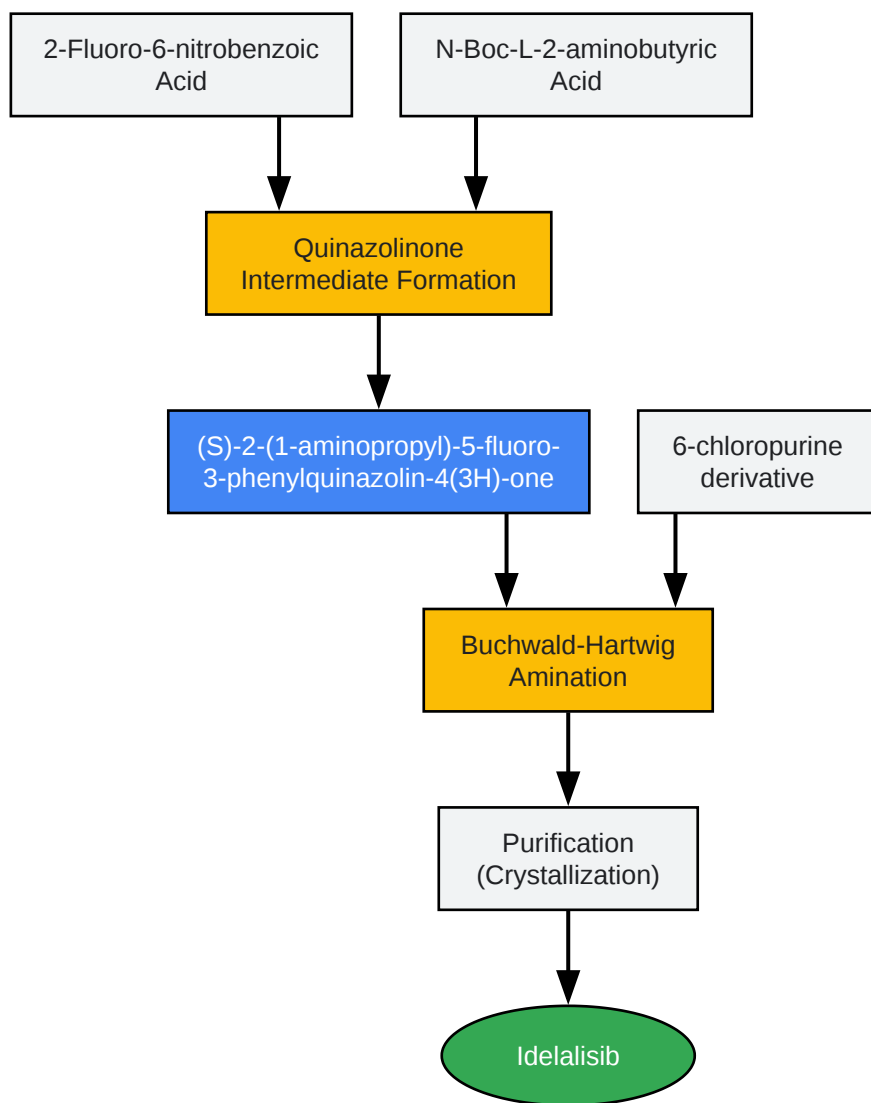 2-Fluoro-6-nitrobenzoic
Acid
N-Boc-L-2-aminobutyric
Acid
Quinazolinone
Intermediate Formation
(S)-2-(1-aminopropyl)-5-fluoro-
3-phenylquinazolin-4(3H)-one
6-chloropurine
derivative
Buchwald-Hartwig
Amination
Purification
(Crystallization)
Idelalisib